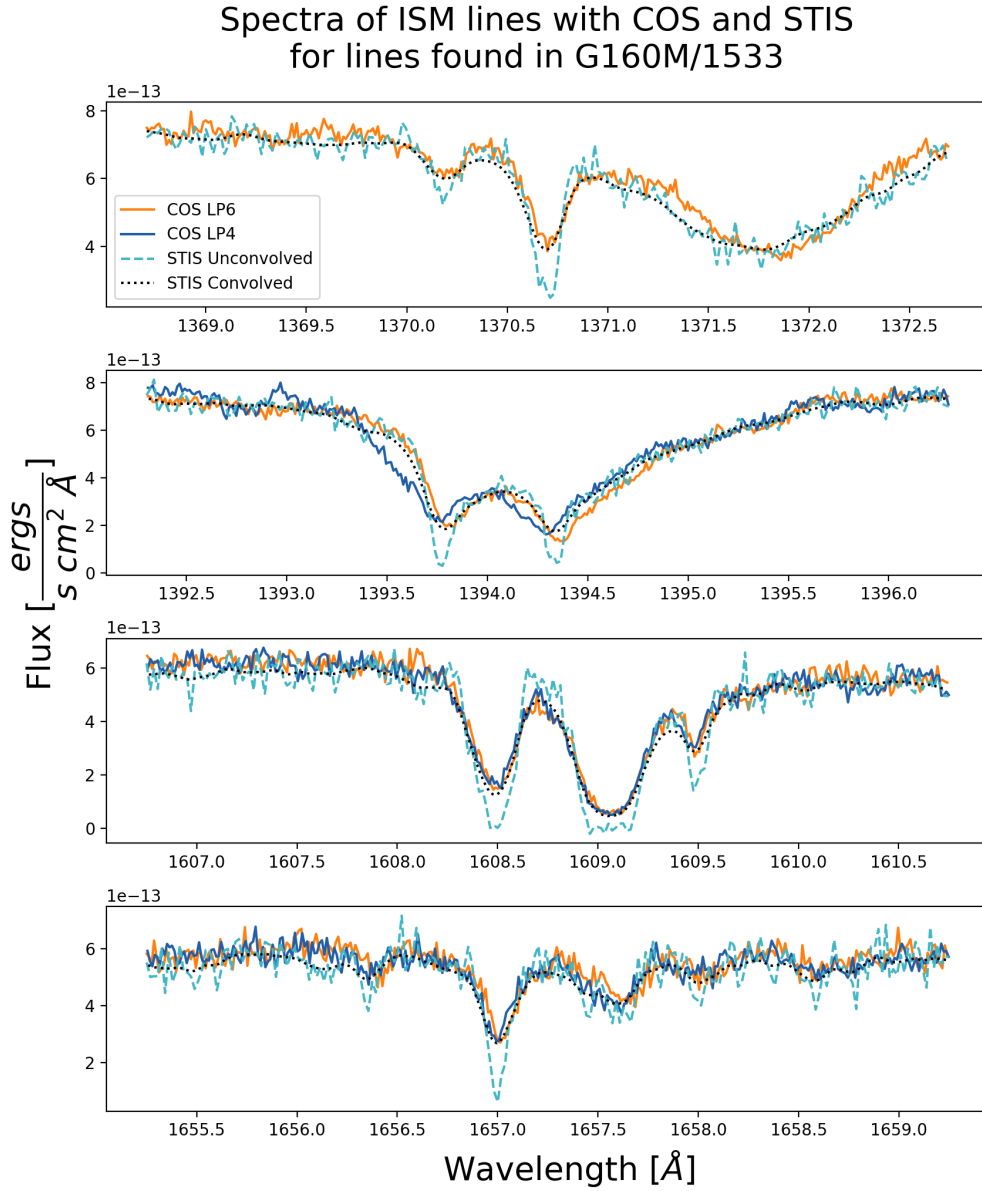 Spectra of ISM lines with COS and STIS
for lines found in G160M/1533
1e−13
8
6
4
COS LP6
COS LP4
STIS Unconvolved
STIS Convolved
1369.0 1369.5 1370.0 1370.5 1371.0 1371.5 1372.0 1372.5
1e−13
8
6
4
2
0
1392.5 1393.0 1393.5 1394.0 1394.5 1395.0 1395.5 1396.0
Flux [ergs / s cm² Å]
1e−13
6
4
2
0
1607.0 1607.5 1608.0 1608.5 1609.0 1609.5 1610.0 1610.5
1e−13
6
4
2
1655.5 1656.0 1656.5 1657.0 1657.5 1658.0 1658.5 1659.0
Wavelength [Å]